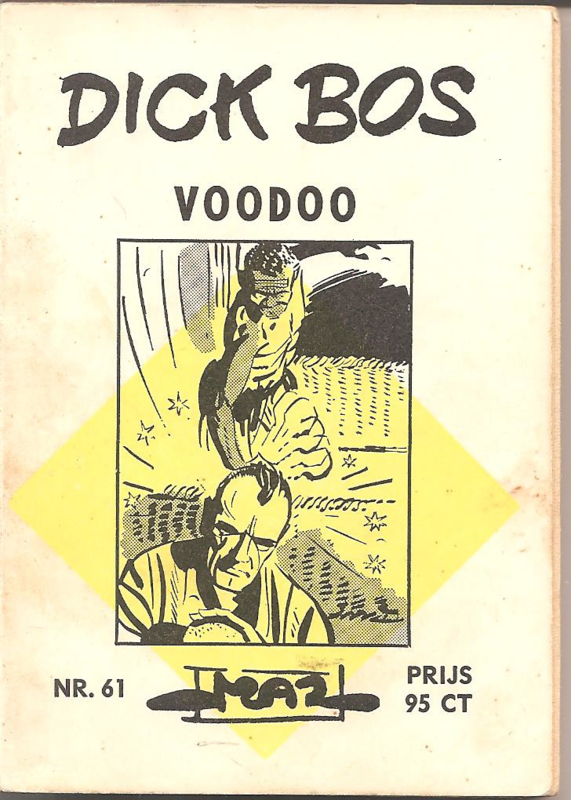 DICK BOS
VOODOO
NR. 61
MAZ
PRIJS
95 CT